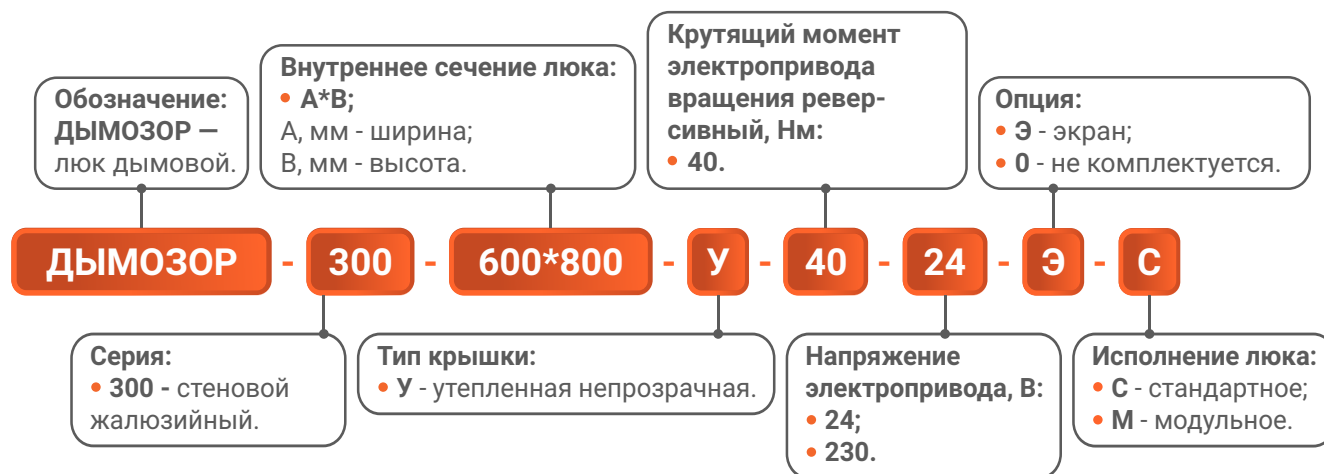 Обозначение:
ДЫМОЗОР —
люк дымовой.
Внутреннее сечение люка:
• A*B;
А, мм - ширина;
В, мм - высота.
Крутящий момент
электропривода
вращения ревер-
сивный, Нм:
• 40.
Опция:
• Э - экран;
• 0 - не комплектуется.
ДЫМОЗОР - 300 - 600*800 - У - 40 - 24 - Э - С
Серия:
• 300 - стеновой
жалюзийный.
Тип крышки:
• У - утепленная непрозрачная.
Напряжение
электропривода, В:
• 24;
• 230.
Исполнение люка:
• С - стандартное;
• М - модульное.